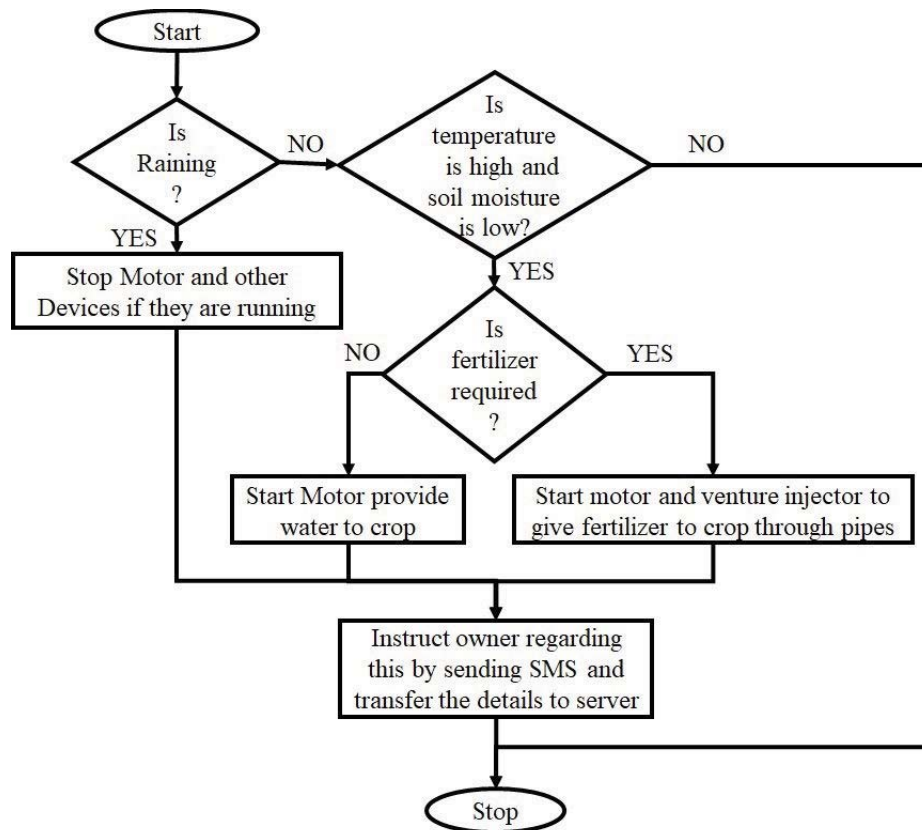 Start
Is
Raining
?
NO
Is
temperature
is high and
soil moisture
is low?
NO
YES
Stop Motor and other
Devices if they are running
YES
Is
fertilizer
required
?
NO
YES
Start Motor provide
water to crop
Start motor and venture injector to
give fertilizer to crop through pipes
Instruct owner regarding
this by sending SMS and
transfer the details to server
Stop